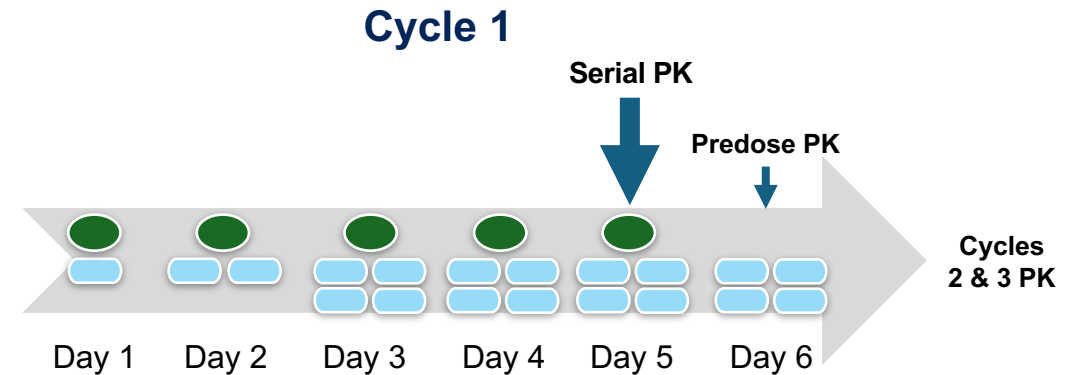 Cycle 1
Serial PK
Predose PK
Cycles
2 & 3 PK
Day 1
Day 2
Day 3
Day 4
Day 5
Day 6